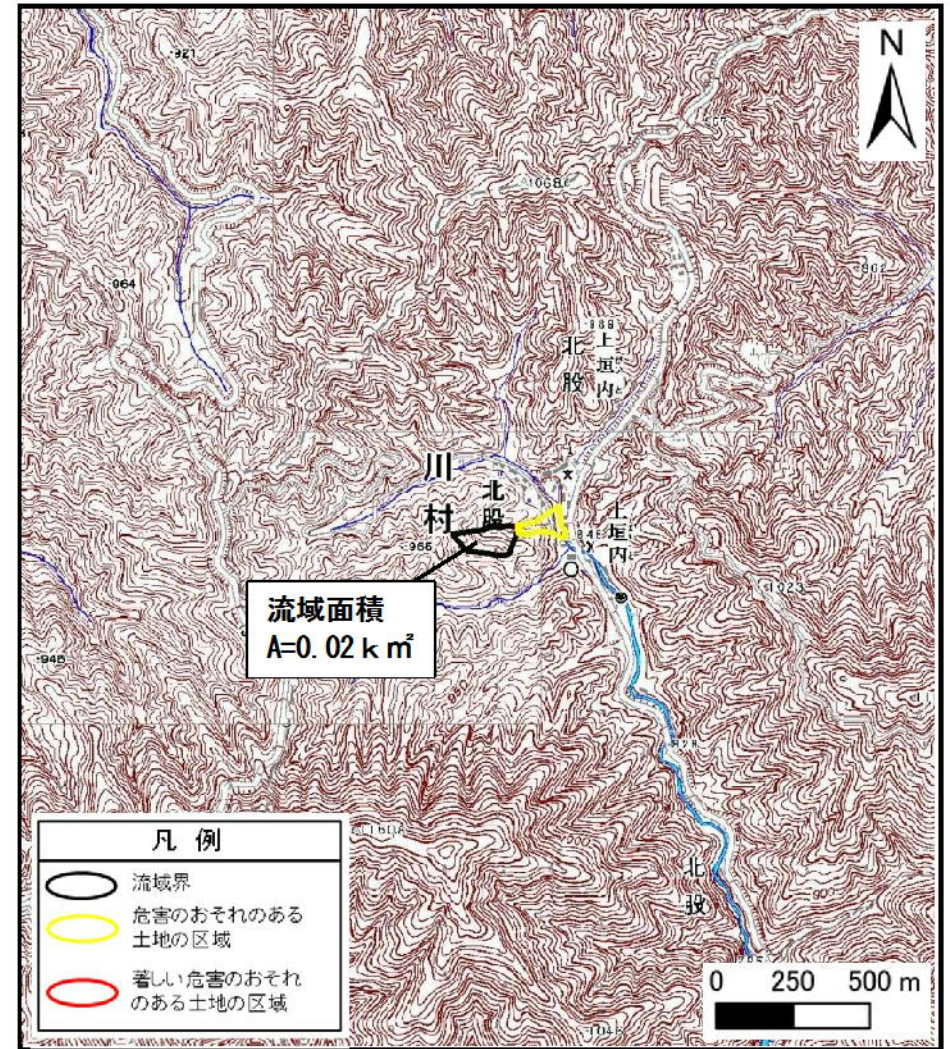 N
921
1068
964
989
北股
上垣内
川村
北股
上垣内
966
流域面積
A=0.02ｋ㎡
945
1023
北股
凡 例
流域界
危害のおそれのある
土地の区域
著しい危害のおそれ
のある土地の区域
0 250 500 m
1046